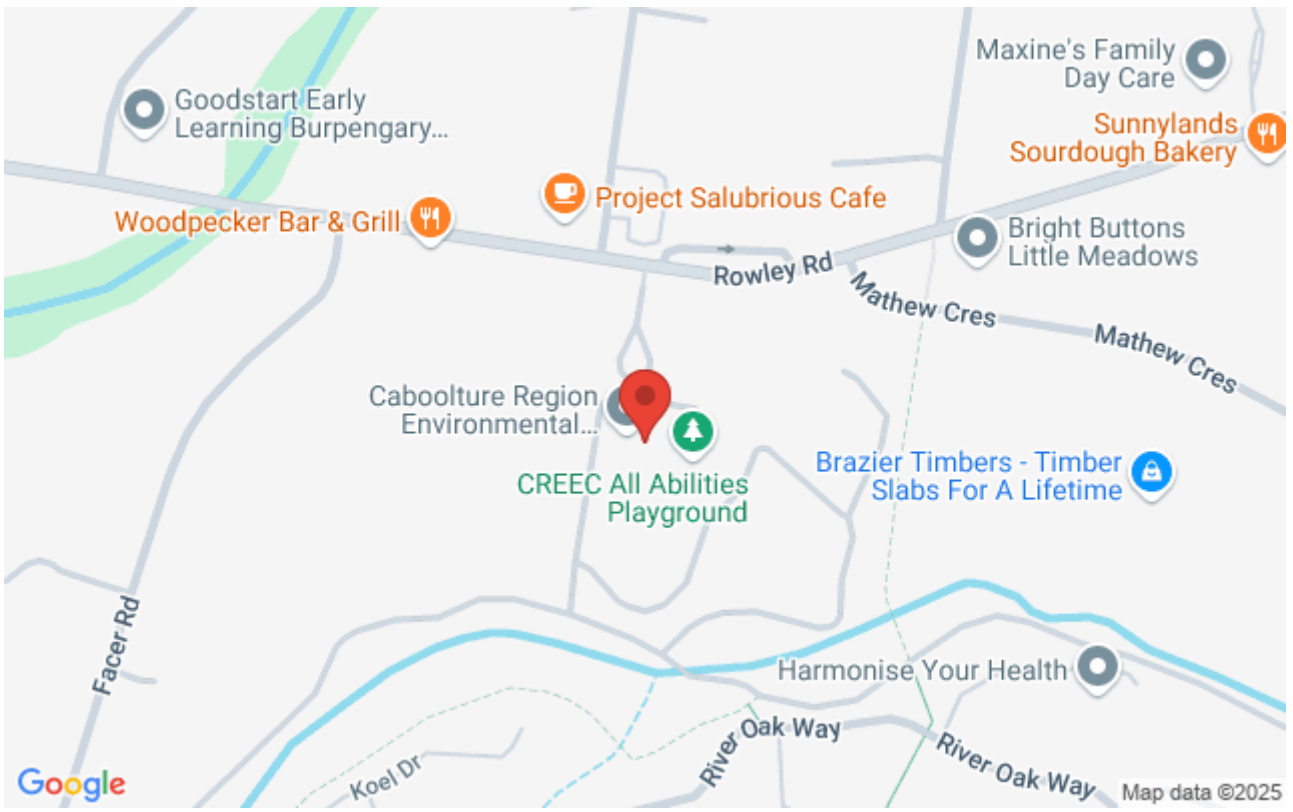 Maxine's Family
Day Care
Goodstart Early
Learning Burpengary...
Sunnylands
Sourdough Bakery
Project Salubrious Cafe
Woodpecker Bar & Grill
Bright Buttons
Little Meadows
Rowley Rd
Mathew Cres
Mathew Cres
Caboolture Region
Environmental...
CREEC All Abilities
Playground
Brazier Timbers - Timber
Slabs For A Lifetime
Facer Rd
Harmonise Your Health
River Oak Way
River Oak Way
Koel Dr
Google
Map data ©2025